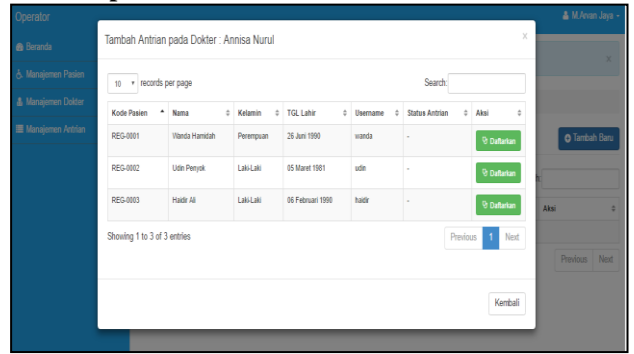 Operator
M.Arvan Jaya
Beranda
Manajemen Pasien
Manajemen Dokter
Manajemen Antrian
Tambah Antrian pada Dokter : Annisa Nurul
x
x
10 records per page
Search:
Kode Pasien Nama Kelamin TGL Lahir Username Status Antrian Aksi
REG-0001 Wanda Hamidah Perempuan 26 Juni 1990 wanda - Daftarkan
REG-0002 Udin Penyok Laki-Laki 05 Maret 1981 udin - Daftarkan
REG-0003 Haidir Ali Laki-Laki 06 Februari 1990 haidir - Daftarkan
Showing 1 to 3 of 3 entries
Previous 1 Next
Kembali
Tambah Baru
h:
Aksi
Previous Next